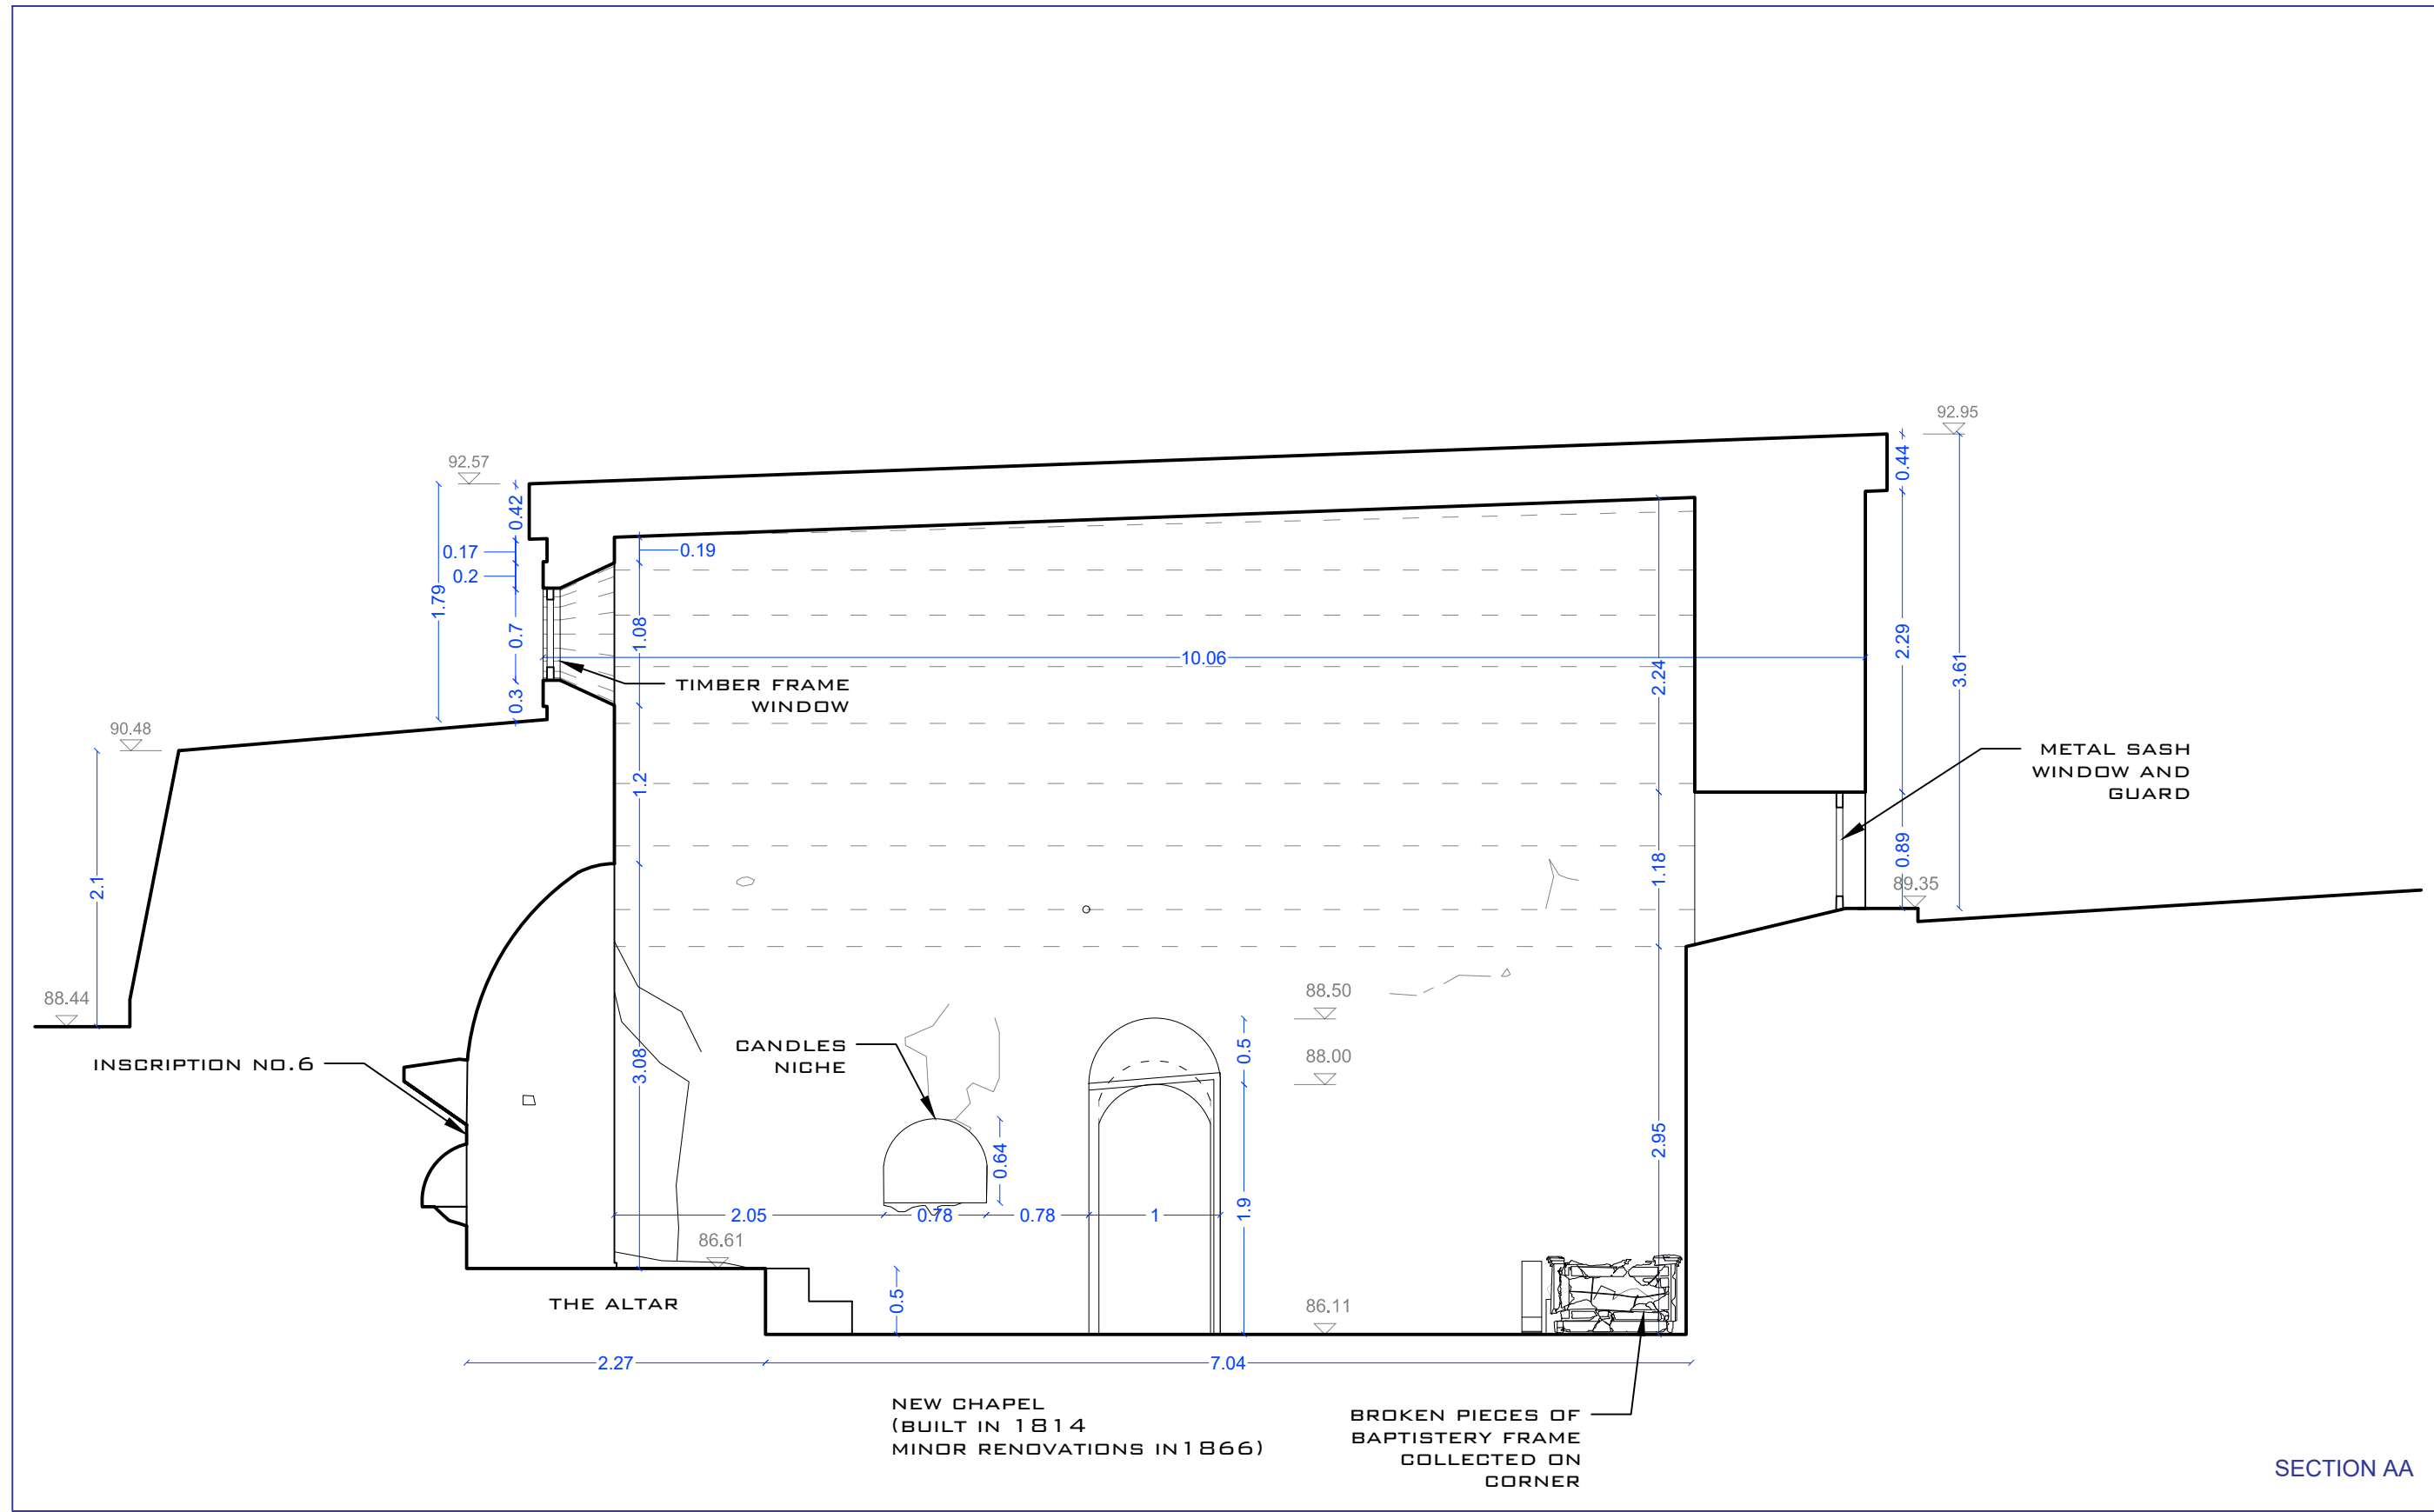 92.95
92.57
0.44
0.42
0.17
0.19
0.2
1.79
0.7
1.08
2.29
10.06
2.24
3.61
0.3
TIMBER FRAME
WINDOW
90.48
METAL SASH
WINDOW AND
GUARD
1.2
2.1
1.18
0.89
89.35
88.44
88.50
INSCRIPTION NO.6
CANDLES
NICHE
3.08
0.5
88.00
2.95
0.64
1.9
2.05
0.78
0.78
1
86.61
THE ALTAR
0.5
86.11
2.27
7.04
NEW CHAPEL
(BUILT IN 1814
MINOR RENOVATIONS IN1866)
BROKEN PIECES OF
BAPTISTERY FRAME
COLLECTED ON
CORNER
SECTION AA